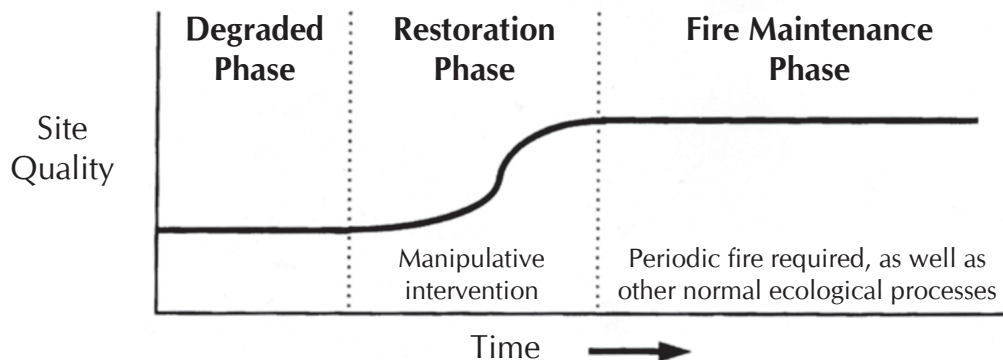 Degraded
Phase
Restoration
Phase
Fire Maintenance
Phase
Site
Quality
Manipulative
intervention
Periodic fire required, as well as
other normal ecological processes
Time